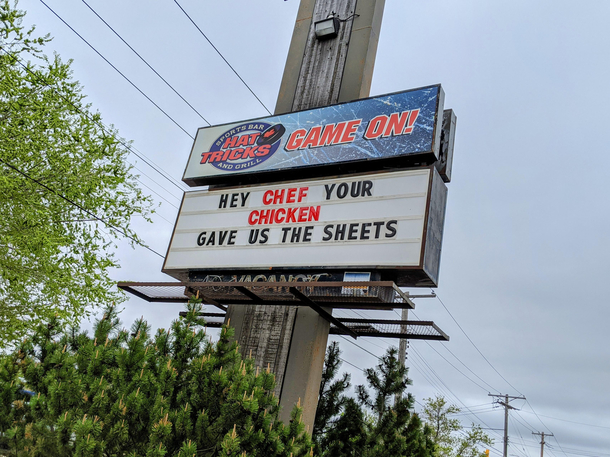 SPORTS BAR
HAT
TRICKS
AND GRILL
GAME ON!
HEY CHEF YOUR
CHICKEN
GAVE US THE SHEETS
VACANCY